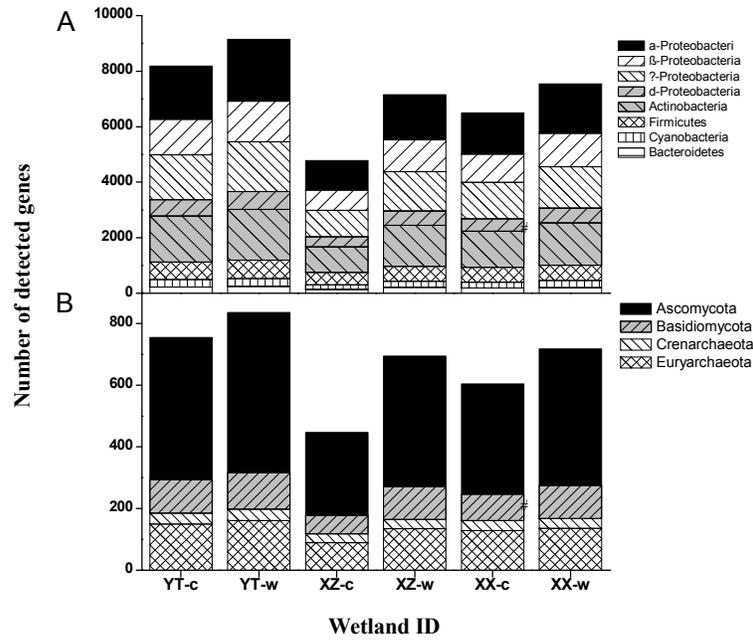 A
10000
8000
6000
4000
2000
0
#
a-Proteobacteri
ß-Proteobacteria
?-Proteobacteria
d-Proteobacteria
Actinobacteria
Firmicutes
Cyanobacteria
Bacteroidetes
Number of detected genes
B
800
600
400
200
0
#
Ascomycota
Basidiomycota
Crenarchaeota
Euryarchaeota
YT-c YT-w XZ-c XZ-w XX-c XX-w
Wetland ID